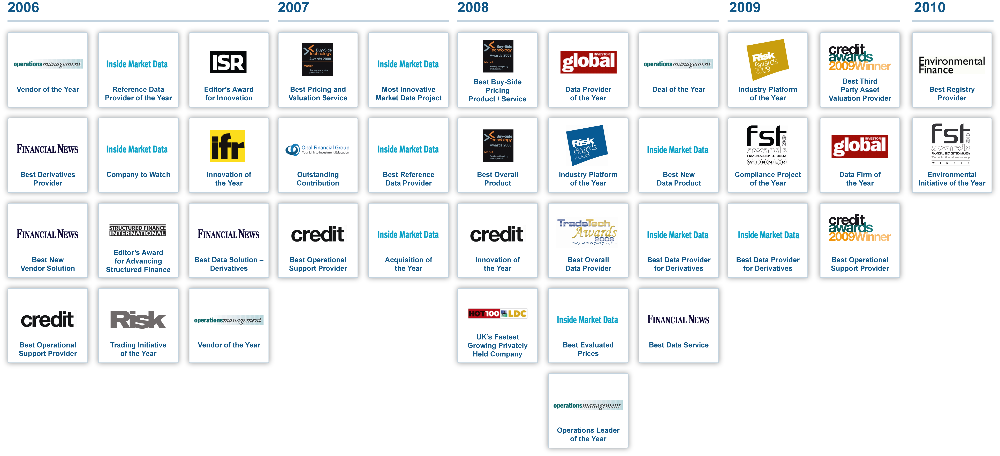 2006
2007
2008
2009
2010
operationsmanagement
Vendor of the Year
Inside Market Data
Reference Data
Provider of the Year
ISR
Editor’s Award
for Innovation
Buy-Side
Technology
Awards 2008
Markit
Best buy-side pricing
product/service
Best Pricing and
Valuation Service
Inside Market Data
Most Innovative
Market Data Project
Buy-Side
Technology
Awards 2008
Markit
Best buy-side pricing
product/service
Best Buy-Side
Pricing
Product / Service
INVESTOR
global
Data Provider
of the Year
operationsmanagement
Deal of the Year
Risk
Awards
2009
Industry Platform
of the Year
credit
awards
2009Winner
Best Third
Party Asset
Valuation Provider
Environmental
Finance
Best Registry
Provider
FINANCIAL NEWS
Best Derivatives
Provider
Inside Market Data
Company to Watch
ifr
Innovation of
the Year
Opal Financial Group
Your Link to Investment Education
Outstanding
Contribution
Inside Market Data
Best Reference
Data Provider
Buy-Side
Technology
Awards 2008
Markit
Best buy-side pricing
product/service
Best Overall
Product
Risk
Awards
2008
Industry Platform
of the Year
Inside Market Data
Best New
Data Product
fst 2009
awards
FINANCIAL SECTOR TECHNOLOGY
WINNER
Compliance Project
of the Year
INVESTOR
global
Data Firm of
the Year
fst 2010
awards
FINANCIAL SECTOR TECHNOLOGY
Tenth Anniversary
WINNER
Environmental
Initiative of the Year
FINANCIAL NEWS
Best New
Vendor Solution
STRUCTURED FINANCE
INTERNATIONAL
Editor’s Award
for Advancing
Structured Finance
FINANCIAL NEWS
Best Data Solution –
Derivatives
credit
Best Operational
Support Provider
Inside Market Data
Acquisition of
the Year
credit
Innovation of
the Year
TradeTech
Awards
2008
23rd April 2008 • CNIT Centre, Paris
Best Overall
Data Provider
Inside Market Data
Best Data Provider
for Derivatives
Inside Market Data
Best Data Provider
for Derivatives
credit
awards
2009Winner
Best Operational
Support Provider
credit
Best Operational
Support Provider
Risk
Trading Initiative
of the Year
operationsmanagement
Vendor of the Year
HOT100 LDC
UK’s Fastest
Growing Privately
Held Company
Inside Market Data
Best Evaluated
Prices
FINANCIAL NEWS
Best Data Service
operationsmanagement
Operations Leader
of the Year